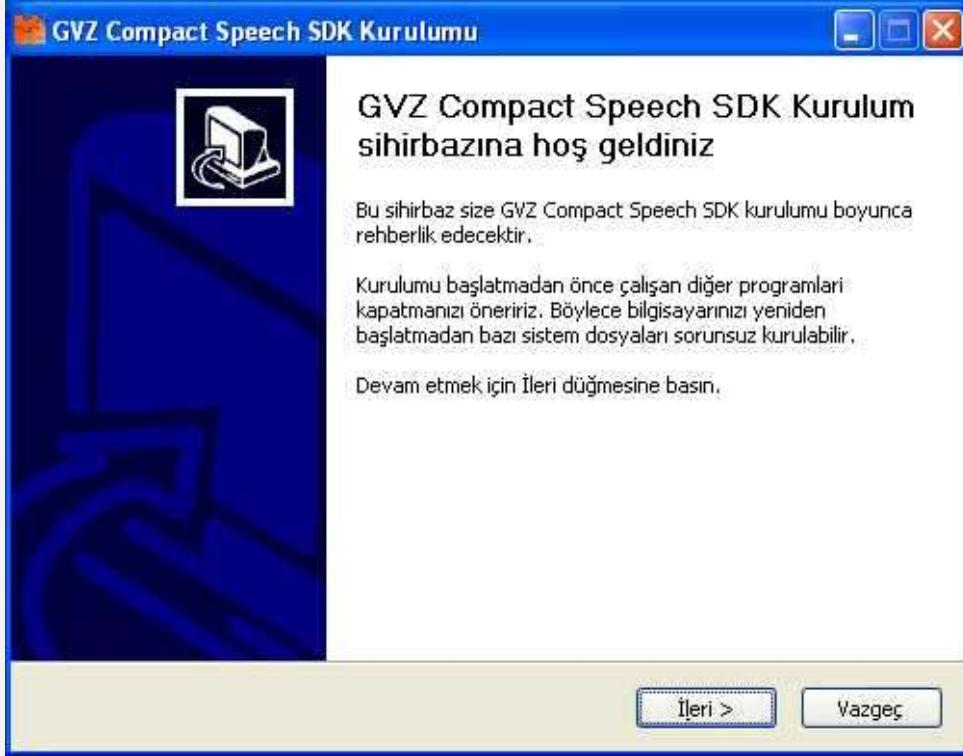 GVZ Compact Speech SDK Kurulumu
GVZ Compact Speech SDK Kurulum
sihirbazına hoş geldiniz
Bu sihirbaz size GVZ Compact Speech SDK kurulumu boyunca
rehberlik edecektir.
Kurulumu başlatmadan önce çalışan diğer programlari
kapatmanızı öneririz. Böylece bilgisayarınızı yeniden
başlatmadan bazı sistem dosyaları sorunsuz kurulabilir.
Devam etmek için İleri düğmesine basın.
İleri >
Vazgeç